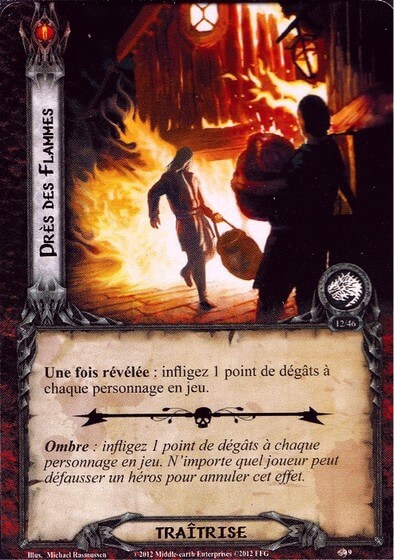 PRÈS DES FLAMMES
12/46
Une fois révélée : infligez 1 point de dégâts à
chaque personnage en jeu.
Ombre : infligez 1 point de dégâts à chaque
personnage en jeu. N'importe quel joueur peut
défausser un héros pour annuler cet effet.
TRAÎTRISE
Illus. Michael Rasmussen
©2012 Middle-earth Enterprises ©2012 FFG
9